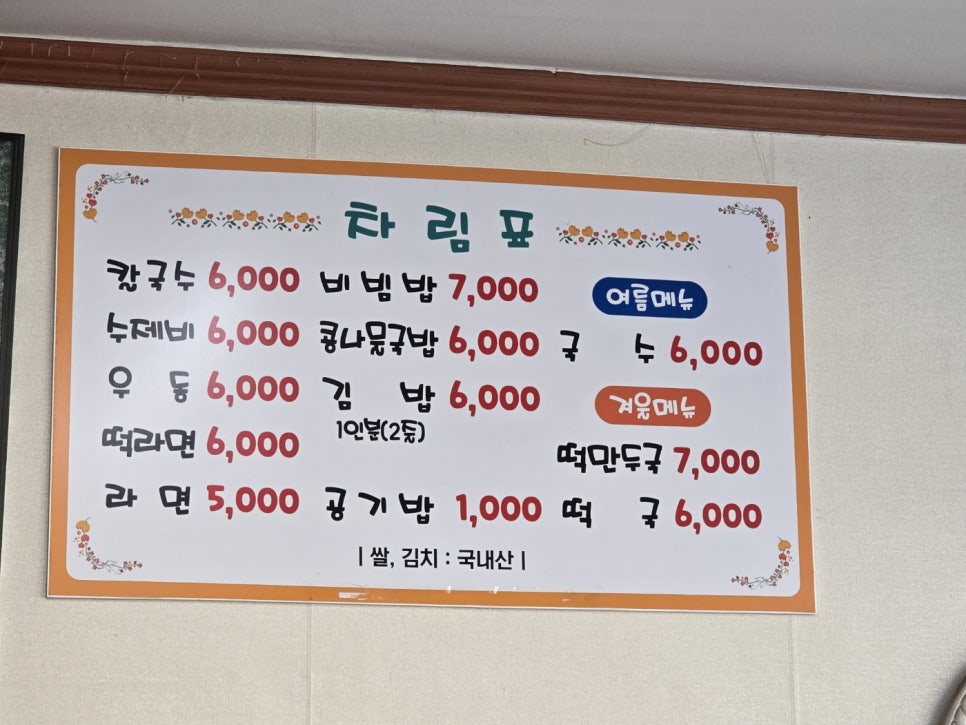 차림표
칼국수 6,000
수제비 6,000
우동 6,000
떡라면 6,000
라면 5,000
비빔밥 7,000
콩나물국밥 6,000
김밥 6,000
1인분(2줄)
공기밥 1,000
여름메뉴
국수 6,000
겨울메뉴
떡만두국 7,000
떡국 6,000
| 쌀, 김치 : 국내산 |